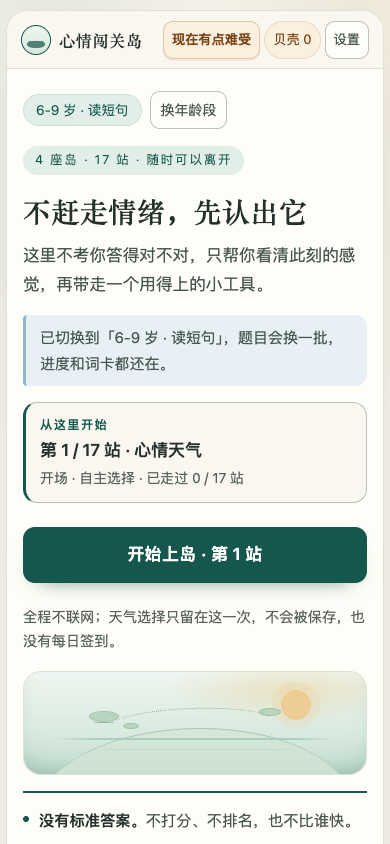 心情闯关岛
现在有点难受
贝壳 0
设置
6-9 岁 · 读短句
换年龄段
4 座岛 · 17 站 · 随时可以离开
不赶走情绪，先认出它
这里不考你答得对不对，只帮你看清此刻的感
觉，再带走一个用得上的小工具。
已切换到「6-9 岁 · 读短句」，题目会换一批，
进度和词卡都还在。
从这里开始
第 1 / 17 站 · 心情天气
开场 · 自主选择 · 已走过 0 / 17 站
开始上岛 · 第 1 站
全程不联网；天气选择只留在这一次，不会被保存，也
没有每日签到。
没有标准答案。不打分、不排名，也不比谁快。